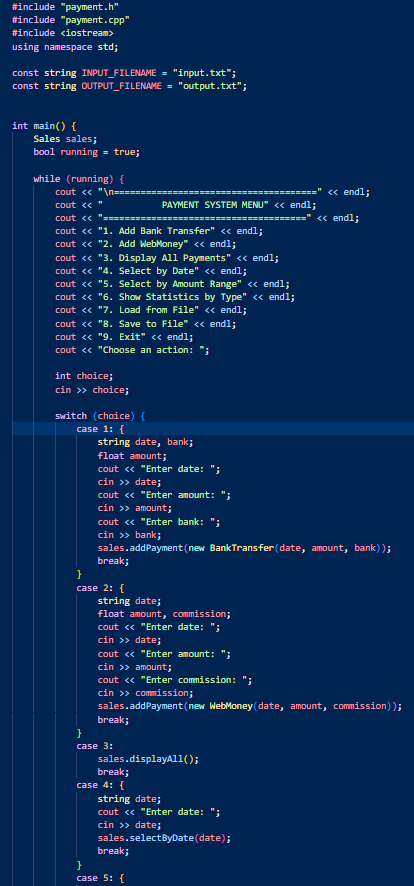 #include "payment.h"
#include "payment.cpp"
#include <iostream>
using namespace std;

const string INPUT_FILENAME = "input.txt";
const string OUTPUT_FILENAME = "output.txt";


int main() {
    Sales sales;
    bool running = true;

    while (running) {
        cout << "\n=====================================" << endl;
        cout << "           PAYMENT SYSTEM MENU" << endl;
        cout << "=====================================" << endl;
        cout << "1. Add Bank Transfer" << endl;
        cout << "2. Add WebMoney" << endl;
        cout << "3. Display All Payments" << endl;
        cout << "4. Select by Date" << endl;
        cout << "5. Select by Amount Range" << endl;
        cout << "6. Show Statistics by Type" << endl;
        cout << "7. Load from File" << endl;
        cout << "8. Save to File" << endl;
        cout << "9. Exit" << endl;
        cout << "Choose an action: ";

        int choice;
        cin >> choice;

        switch (choice) {
            case 1: {
                string date, bank;
                float amount;
                cout << "Enter date: ";
                cin >> date;
                cout << "Enter amount: ";
                cin >> amount;
                cout << "Enter bank: ";
                cin >> bank;
                sales.addPayment(new BankTransfer(date, amount, bank));
                break;
            }
            case 2: {
                string date;
                float amount, commission;
                cout << "Enter date: ";
                cin >> date;
                cout << "Enter amount: ";
                cin >> amount;
                cout << "Enter commission: ";
                cin >> commission;
                sales.addPayment(new WebMoney(date, amount, commission));
                break;
            }
            case 3:
                sales.displayAll();
                break;
            case 4: {
                string date;
                cout << "Enter date: ";
                cin >> date;
                sales.selectByDate(date);
                break;
            }
            case 5: {